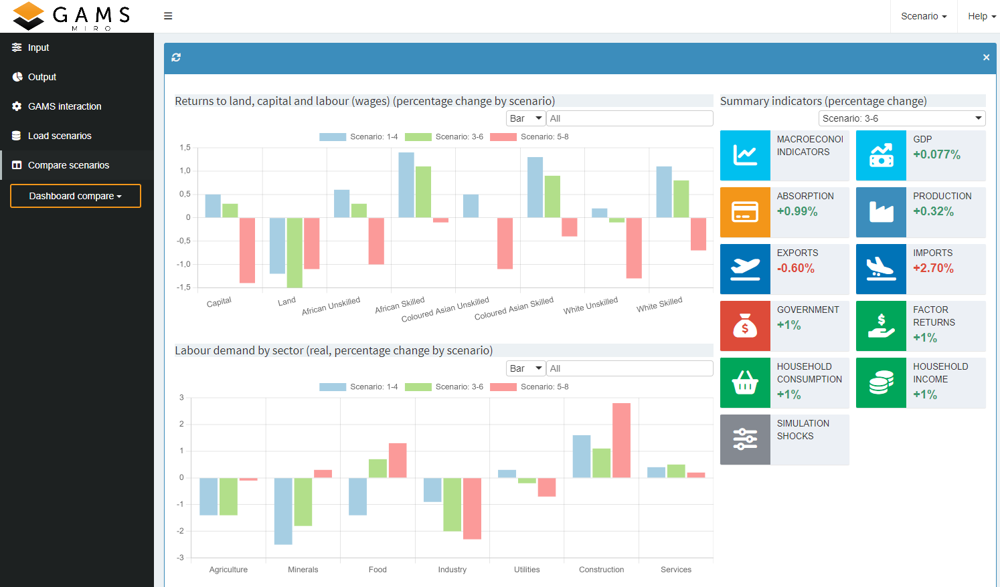 GAMS
MIRO
Scenario
Help
Input
Output
GAMS interaction
Load scenarios
Compare scenarios
Dashboard compare
Returns to land, capital and labour (wages) (percentage change by scenario)
Bar
All
Scenario: 1-4
Scenario: 3-6
Scenario: 5-8
1,5
1.0
0,5
0
-0,5
-1,0
-1,5
Capital
Land
African Unskilled
African Skilled
Coloured Asian Unskilled
Coloured Asian Skilled
White Unskilled
White Skilled
Labour demand by sector (real, percentage change by scenario)
Bar
All
Scenario: 1-4
Scenario: 3-6
Scenario: 5-8
3
2
1
0
-1
-2
-3
Agriculture
Minerals
Food
Industry
Utilities
Construction
Services
Summary indicators (percentage change)
Scenario: 3-6
MACROECONOI
INDICATORS
GDP
+0.077%
ABSORPTION
+0.99%
PRODUCTION
+0.32%
EXPORTS
-0.60%
IMPORTS
+2.70%
GOVERNMENT
+1%
FACTOR
RETURNS
+1%
HOUSEHOLD
CONSUMPTION
+1%
HOUSEHOLD
INCOME
+1%
SIMULATION
SHOCKS